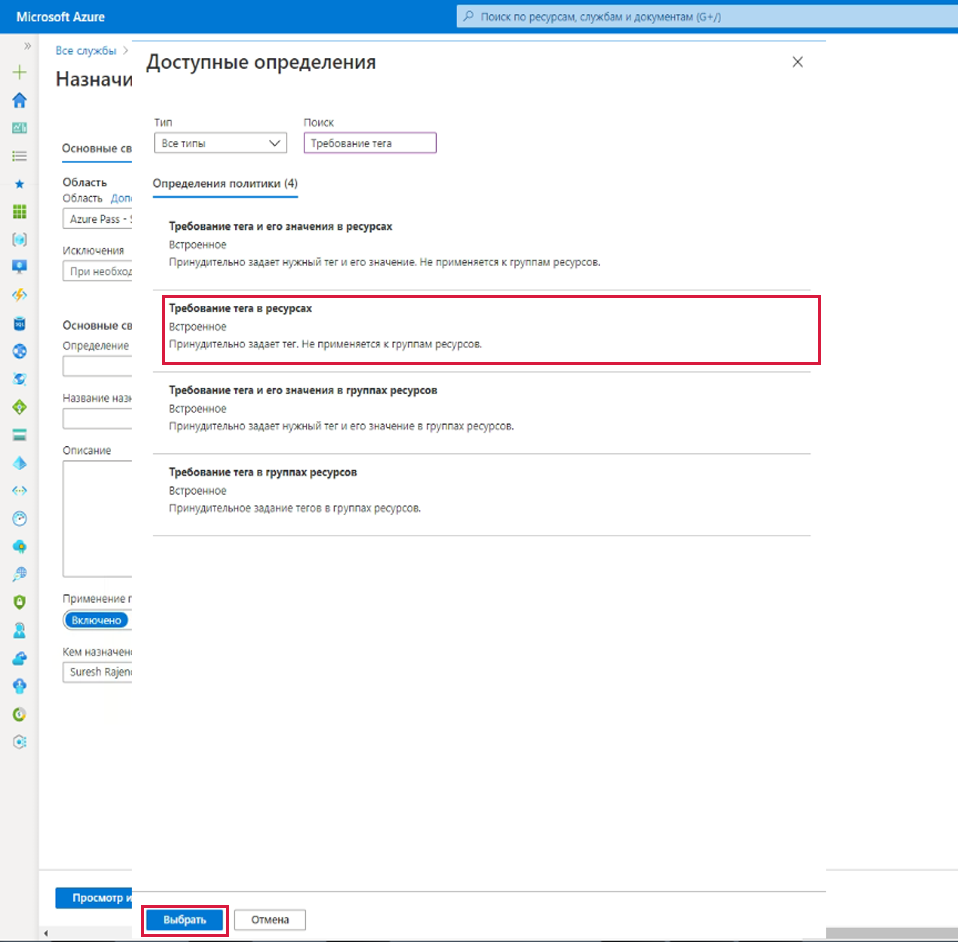 Microsoft Azure
Поиск по ресурсам, службам и документам (G+/)
Все службы >
Назначи
Основные св
Область
Область Допо
Azure Pass - S
Исключения
При необход
Основные св
Определение
Название назн
Описание
Применение п
Включено
Кем назначено
Suresh Rajen
Просмотр и
Доступные определения
Тип
Поиск
Все типы
Требование тега
Определения политики (4)
Требование тега и его значения в ресурсах
Встроенное
Принудительно задает нужный тег и его значение. Не применяется к группам ресурсов.
Требование тега в ресурсах
Встроенное
Принудительно задает тег. Не применяется к группам ресурсов.
Требование тега и его значения в группах ресурсов
Встроенное
Принудительно задает нужный тег и его значение в группах ресурсов.
Требование тега в группах ресурсов
Встроенное
Принудительное задание тегов в группах ресурсов.
Выбрать
Отмена